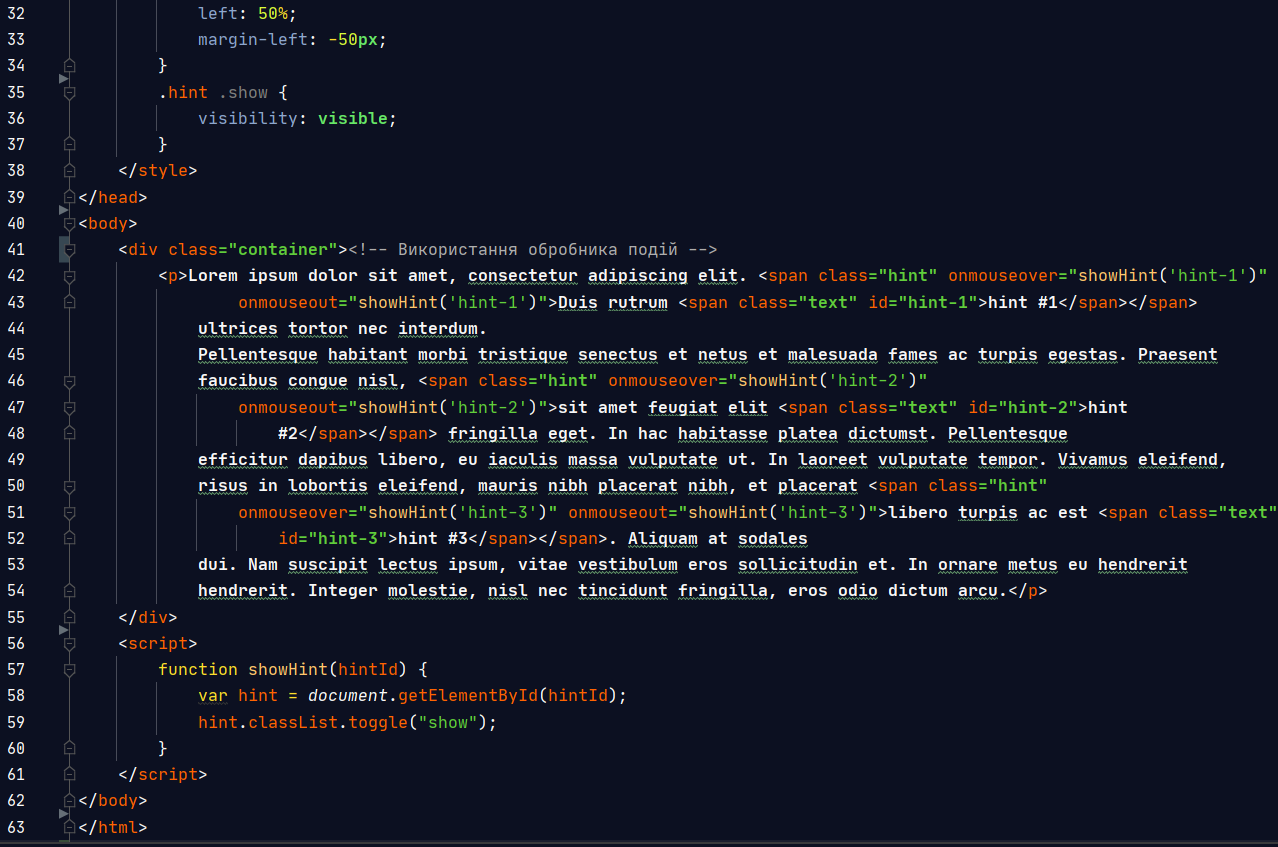 32 left: 50%;
33 margin-left: -50px;
34 }
35 .hint .show {
36 visibility: visible;
37 }
38 </style>
39 </head>
40 <body>
41 <div class="container"><!-- Використання обробника подій -->
42 <p>Lorem ipsum dolor sit amet, consectetur adipiscing elit. <span class="hint" onmouseover="showHint('hint-1')"
43 onmouseout="showHint('hint-1')">Duis rutrum <span class="text" id="hint-1">hint #1</span></span>
44 ultrices tortor nec interdum.
45 Pellentesque habitant morbi tristique senectus et netus et malesuada fames ac turpis egestas. Praesent
46 faucibus congue nisl, <span class="hint" onmouseover="showHint('hint-2')"
47 onmouseout="showHint('hint-2')">sit amet feugiat elit <span class="text" id="hint-2">hint
48 #2</span></span> fringilla eget. In hac habitasse platea dictumst. Pellentesque
49 efficitur dapibus libero, eu iaculis massa vulputate ut. In laoreet vulputate tempor. Vivamus eleifend,
50 risus in lobortis eleifend, mauris nibh placerat nibh, et placerat <span class="hint"
51 onmouseover="showHint('hint-3')" onmouseout="showHint('hint-3')">libero turpis ac est <span class="text"
52 id="hint-3">hint #3</span></span>. Aliquam at sodales
53 dui. Nam suscipit lectus ipsum, vitae vestibulum eros sollicitudin et. In ornare metus eu hendrerit
54 hendrerit. Integer molestie, nisl nec tincidunt fringilla, eros odio dictum arcu.</p>
55 </div>
56 <script>
57 function showHint(hintId) {
58 var hint = document.getElementById(hintId);
59 hint.classList.toggle("show");
60 }
61 </script>
62 </body>
63 </html>